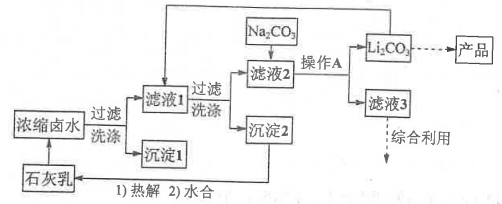 Na₂CO₃
Li₂CO₃
产品
滤液1
过滤
洗涤
滤液2
操作A
滤液3
浓缩卤水
过滤
洗涤
沉淀1
沉淀2
综合利用
石灰乳
1) 热解 2) 水合